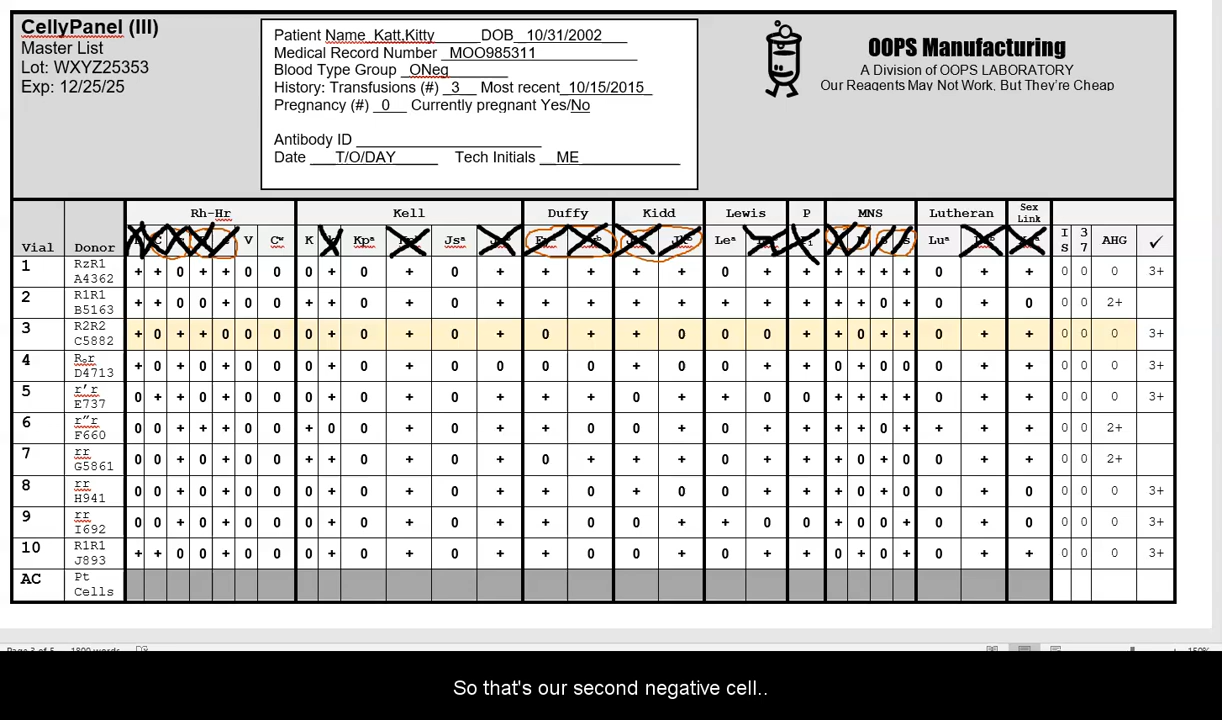 CellyPanel (III)
Master List
Lot: WXYZ25353
Exp: 12/25/25
Patient Name Katt,Kitty DOB 10/31/2002
Medical Record Number MOO985311
Blood Type Group ONeg
History: Transfusions (#) 3 Most recent 10/15/2015
Pregnancy (#) 0 Currently pregnant Yes/No
Antibody ID
Date T/O/DAY Tech Initials ME
OOPS Manufacturing
A Division of OOPS LABORATORY
Our Reagents May Not Work, But They're Cheap
Rh-Hr Kell Duffy Kidd Lewis P MNS Lutheran Sex Link
Vial Donor C V Cʷ K Kpᵃ Jsᵃ Jkᵇ Leᵃ P₁ N S s Luᵃ IS 37 AHG ✓
1 RzR1 A4362 + + 0 + + 0 0 0 + 0 + 0 + + + + + 0 + + + + + + 0 + + 0 0 0 3+
2 R1R1 B5163 + + 0 0 + 0 0 + + 0 + 0 + + + + + + + + + + 0 + 0 + 0 0 0 2+
3 R2R2 C5882 + 0 + + 0 0 0 0 + 0 + 0 + 0 + + 0 0 0 + + 0 + 0 0 + + 0 0 0 3+
4 R₀r D4713 + 0 + 0 + 0 0 0 + 0 + 0 0 0 0 + 0 0 + + 0 + 0 + 0 + + 0 0 0 3+
5 r'r E737 0 + + 0 + 0 0 0 + 0 + 0 + + + 0 + + 0 0 + + + + 0 + + 0 0 0 3+
6 r"r F660 0 0 + + + 0 0 + 0 0 + 0 + + 0 + + 0 + + + + 0 + + + + 0 0 2+
7 rr G5861 0 0 + 0 + 0 0 + + 0 + 0 + 0 + + + 0 + + + 0 + 0 0 + + 0 0 2+
8 rr H941 0 0 + 0 + 0 0 0 + 0 + 0 + + 0 + 0 0 + + + 0 + 0 0 + 0 0 0 0 3+
9 rr I692 0 0 + 0 + 0 0 0 + 0 + 0 + + 0 + + + 0 0 + 0 0 + 0 + 0 0 0 0 3+
10 R1R1 J893 + + 0 0 + 0 0 0 + 0 + 0 + + 0 0 + 0 + + 0 + 0 + 0 + + 0 0 0 3+
AC Pt Cells
Page 3 of 5 1800 words 150%
So that's our second negative cell..